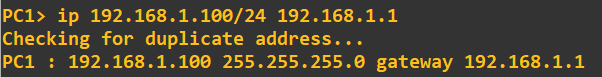 PC1> ip 192.168.1.100/24 192.168.1.1
Checking for duplicate address...
PC1 : 192.168.1.100 255.255.255.0 gateway 192.168.1.1